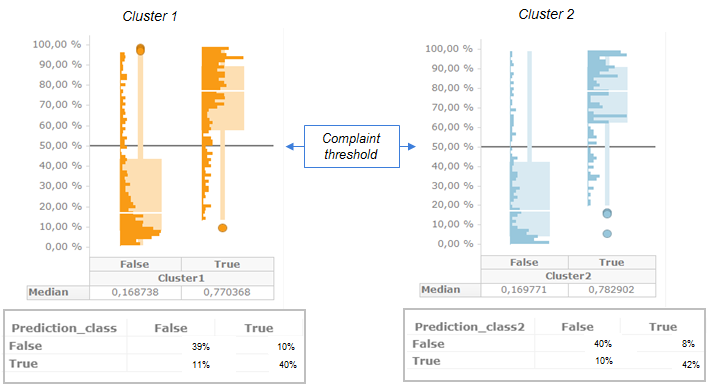 Cluster 1
Cluster 2
100,00 %
90,00 %
80,00 %
70,00 %
60,00 %
50,00 %
40,00 %
30,00 %
20,00 %
10,00 %
0,00 %
False True
Cluster1
Median 0,168738 0,770368
Complaint
threshold
100,00 %
90,00 %
80,00 %
70,00 %
60,00 %
50,00 %
40,00 %
30,00 %
20,00 %
10,00 %
0,00 %
False True
Cluster2
Median 0,169771 0,782902
Prediction_class False True
False 39% 10%
True 11% 40%
Prediction_class2 False True
False 40% 8%
True 10% 42%